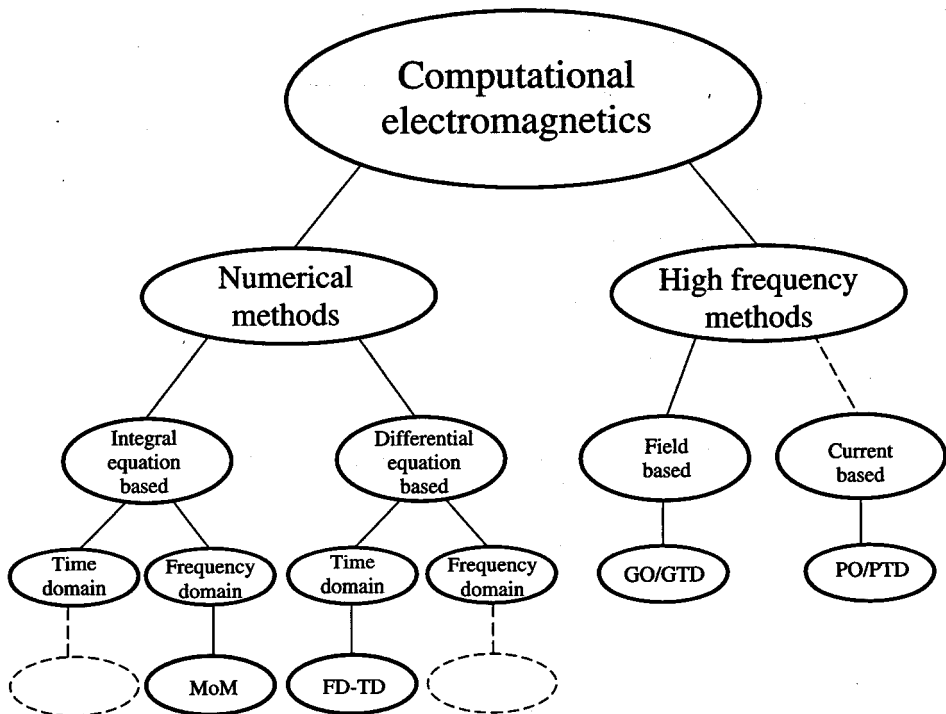 Computational
electromagnetics
Numerical
methods
High frequency
methods
Integral
equation
based
Differential
equation
based
Field
based
Current
based
Time
domain
Frequency
domain
Time
domain
Frequency
domain
GO/GTD
PO/PTD
MoM
FD-TD